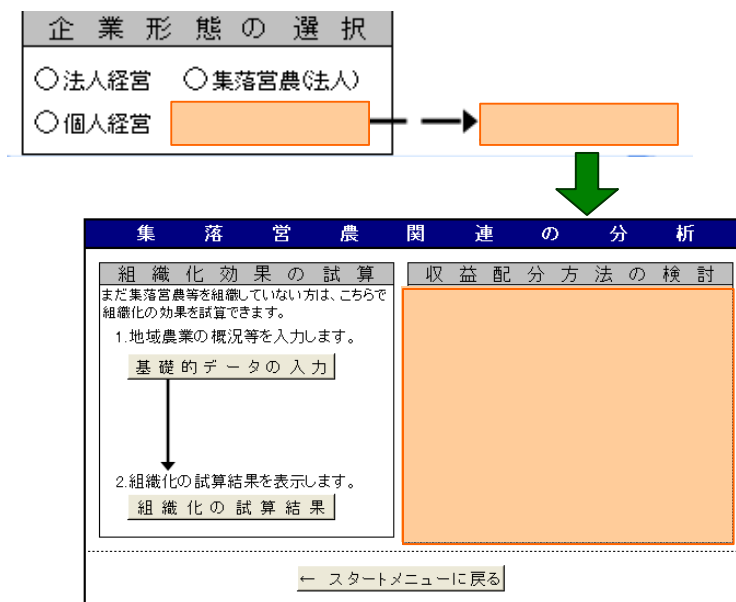 企業形態の選択
○法人経営 ○集落営農(法人)
○個人経営
集落営農関連の分析
組織化効果の試算
まだ集落営農等を組織していない方は、こちらで
組織化の効果を試算できます。
1.地域農業の概況等を入力します。
基礎的データの入力
2.組織化の試算結果を表示します。
組織化の試算結果
収益配分方法の検討
← スタートメニューに戻る